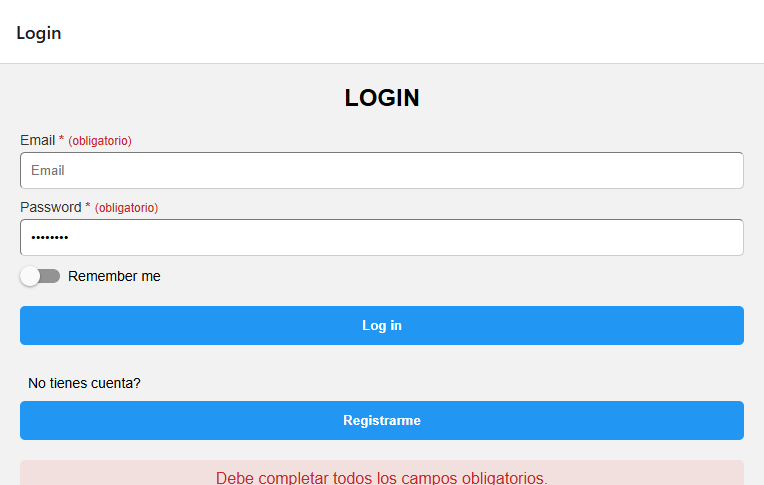 Login
LOGIN
Email * (obligatorio)
Email
Password * (obligatorio)
••••••••
Remember me
Log in
No tienes cuenta?
Registrarme
Debe completar todos los campos obligatorios.